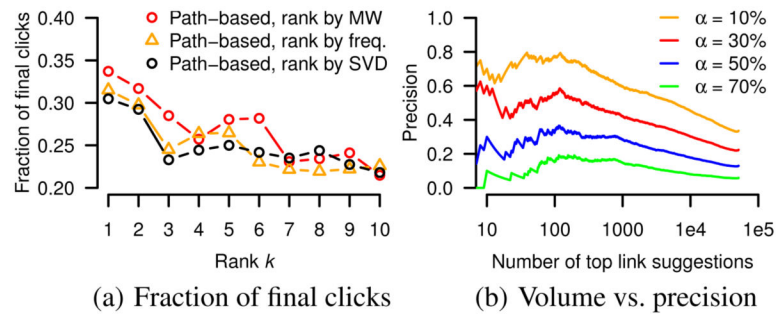 Fraction of final clicks
0.40
0.35
0.30
0.25
0.20
Path−based, rank by MW
Path−based, rank by freq.
Path−based, rank by SVD
1 2 3 4 5 6 7 8 9 10
Rank k
(a) Fraction of final clicks
Precision
1.0
0.8
0.6
0.4
0.2
0.0
α = 10%
α = 30%
α = 50%
α = 70%
10 100 1000 1e4 1e5
Number of top link suggestions
(b) Volume vs. precision